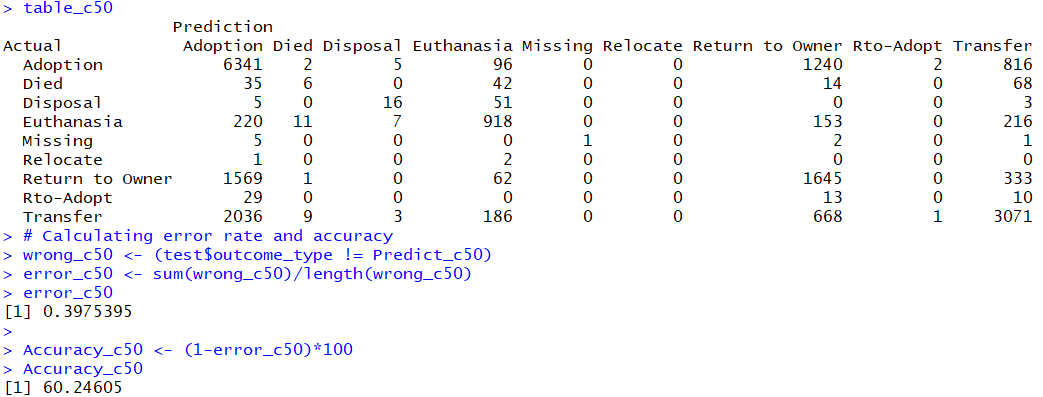 > table_c50
Prediction
Actual Adoption Died Disposal Euthanasia Missing Relocate Return to Owner Rto-Adopt Transfer
Adoption 6341 2 5 96 0 0 1240 2 816
Died 35 6 0 42 0 0 14 0 68
Disposal 5 0 16 51 0 0 0 0 3
Euthanasia 220 11 7 918 0 0 153 0 216
Missing 5 0 0 0 1 0 2 0 1
Relocate 1 0 0 2 0 0 0 0 0
Return to Owner 1569 1 0 62 0 0 1645 0 333
Rto-Adopt 29 0 0 0 0 0 13 0 10
Transfer 2036 9 3 186 0 0 668 1 3071
> # Calculating error rate and accuracy
> wrong_c50 <- (test$outcome_type != Predict_c50)
> error_c50 <- sum(wrong_c50)/length(wrong_c50)
> error_c50
[1] 0.3975395
>
> Accuracy_c50 <- (1-error_c50)*100
> Accuracy_c50
[1] 60.24605